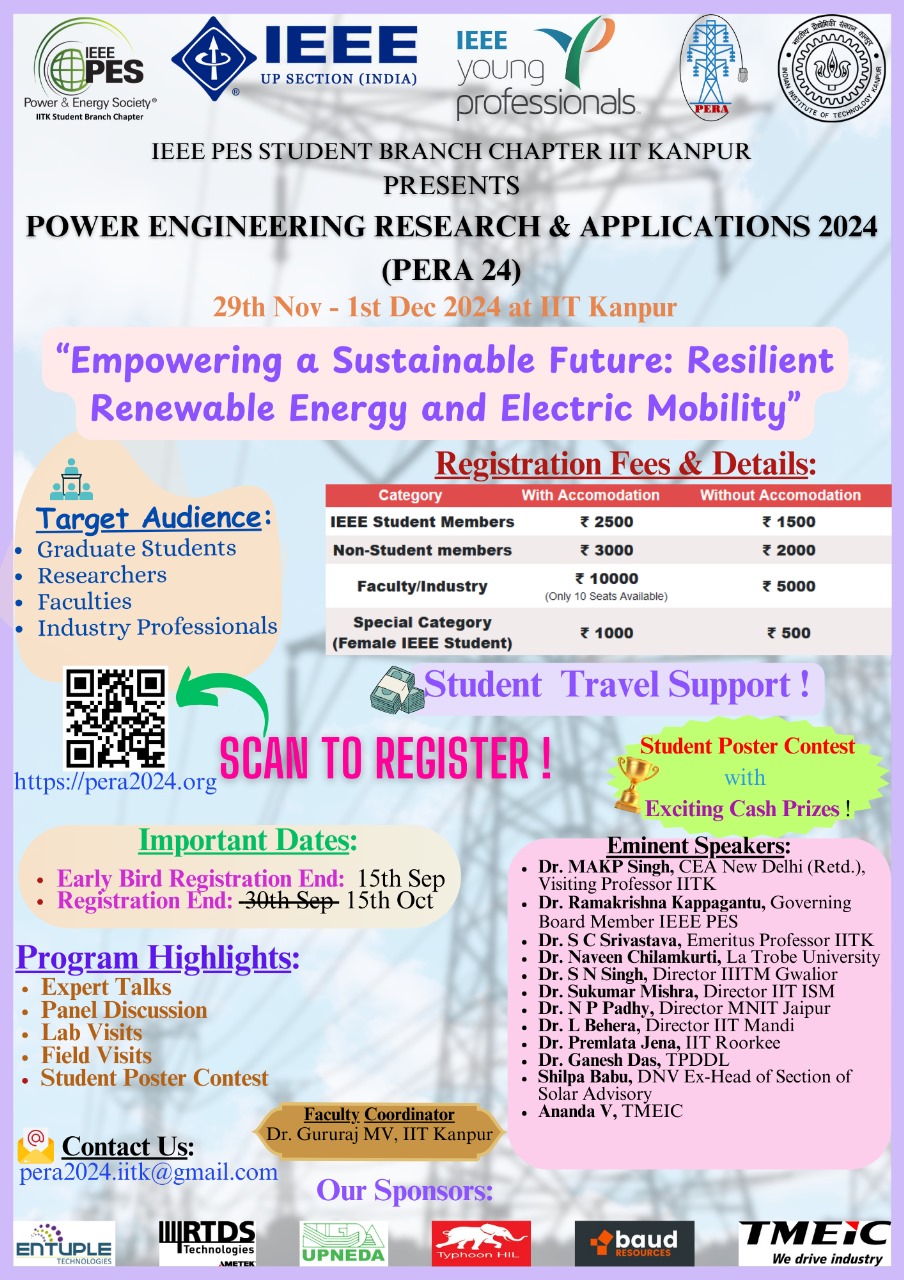 IEEE
PES
Power & Energy Society®
IITK Student Branch Chapter
IEEE
UP SECTION (INDIA)
®
IEEE
young
professionals
PERA
भारतीय प्रौद्योगिकी संस्थान कानपुर
INDIAN INSTITUTE OF TECHNOLOGY KANPUR
IEEE PES STUDENT BRANCH CHAPTER IIT KANPUR
PRESENTS
POWER ENGINEERING RESEARCH & APPLICATIONS 2024
(PERA 24)
29th Nov - 1st Dec 2024 at IIT Kanpur
“Empowering a Sustainable Future: Resilient
Renewable Energy and Electric Mobility”
Target Audience:
• Graduate Students
• Researchers
• Faculties
• Industry Professionals
Registration Fees & Details:
Category With Accomodation Without Accomodation
IEEE Student Members ₹ 2500 ₹ 1500
Non-Student members ₹ 3000 ₹ 2000
Faculty/Industry ₹ 10000 ₹ 5000
(Only 10 Seats Available)
Special Category
(Female IEEE Student) ₹ 1000 ₹ 500
Student Travel Support !
https://pera2024.org
SCAN TO REGISTER !
Student Poster Contest
with
Exciting Cash Prizes !
Important Dates:
• Early Bird Registration End: 15th Sep
• Registration End: 30th Sep 15th Oct
Program Highlights:
• Expert Talks
• Panel Discussion
• Lab Visits
• Field Visits
• Student Poster Contest
Eminent Speakers:
• Dr. MAKP Singh, CEA New Delhi (Retd.),
Visiting Professor IITK
• Dr. Ramakrishna Kappagantu, Governing
Board Member IEEE PES
• Dr. S C Srivastava, Emeritus Professor IITK
• Dr. Naveen Chilamkurti, La Trobe University
• Dr. S N Singh, Director IIITM Gwalior
• Dr. Sukumar Mishra, Director IIT ISM
• Dr. N P Padhy, Director MNIT Jaipur
• Dr. L Behera, Director IIT Mandi
• Dr. Premlata Jena, IIT Roorkee
• Dr. Ganesh Das, TPDDL
• Shilpa Babu, DNV Ex-Head of Section of
Solar Advisory
• Ananda V, TMEIC
Faculty Coordinator
Dr. Gururaj MV, IIT Kanpur
Contact Us:
pera2024.iitk@gmail.com
Our Sponsors:
ENTUPLE
TECHNOLOGIES
RTDS
Technologies
AMETEK
NEDA
UPNEDA
Typhoon HIL
baud
RESOURCES
TMEIC
We drive industry